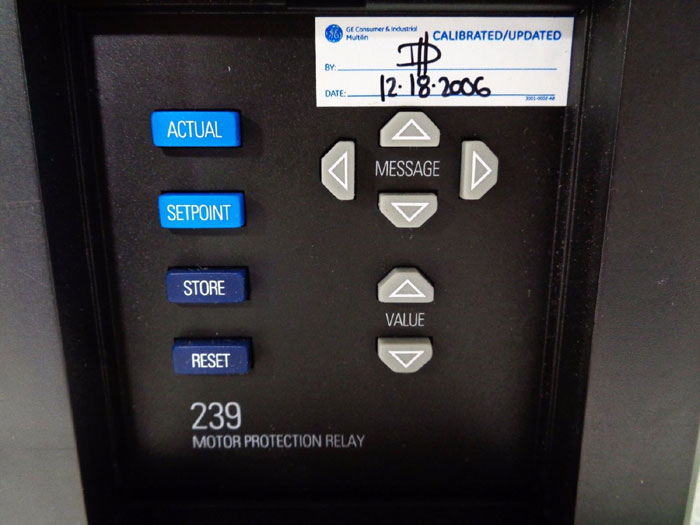 GE Consumer & Industrial
Multilin
CALIBRATED/UPDATED
BY:
DATE: 12·18·2006
ACTUAL
MESSAGE
SETPOINT
STORE
VALUE
RESET
239
MOTOR PROTECTION RELAY